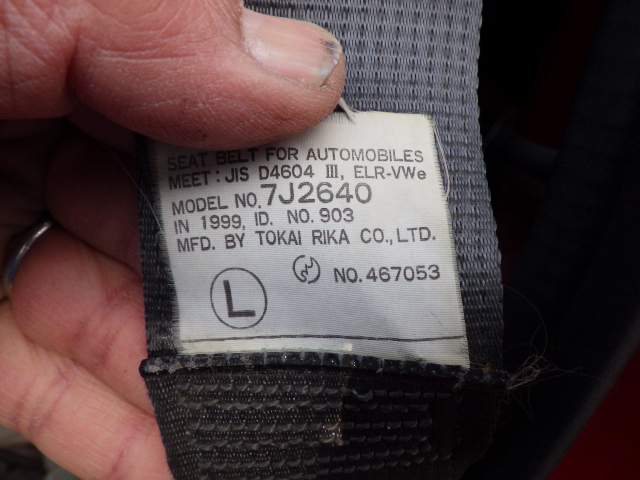 SEAT BELT FOR AUTOMOBILES
MEET : JIS D4604 III, ELR-VWe
MODEL NO. 7J2640
IN 1999, ID. NO. 903
MFD. BY TOKAI RIKA CO., LTD.
NO. 467053
L